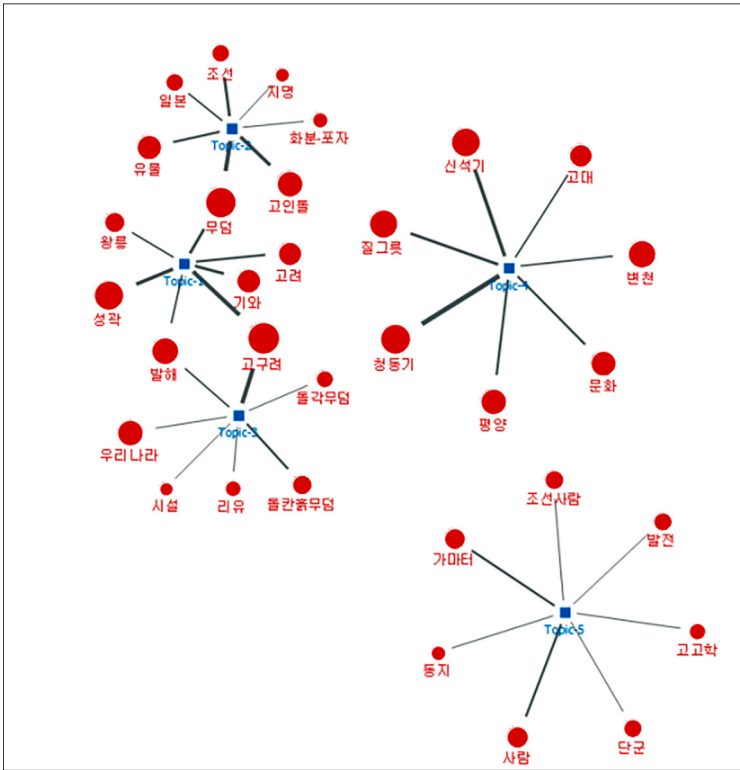 조선
지명
일본
화분-포자
Topic-2
유물
고인돌
무덤
왕릉
고려
Topic-1
기와
성곽
발해
고구려
돌각무덤
우리나라
Topic-3
시설
리유
돌칸흙무덤
신석기
고대
질그릇
변천
Topic-4
청동기
문화
평양
조선사람
가마터
발전
Topic-5
고고학
동지
사람
단군